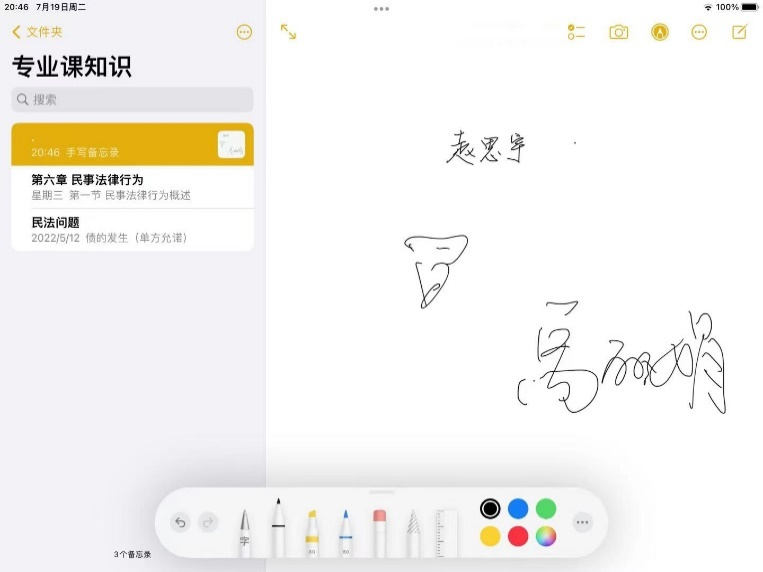 20:46 7月19日周二
100%
文件夹
专业课知识
搜索
20:46 手写备忘录
第六章 民事法律行为
星期三 第一节 民事法律行为概述
民法问题
2022/5/12 债的发生（单方允诺）
3个备忘录
赵思宇
字
80